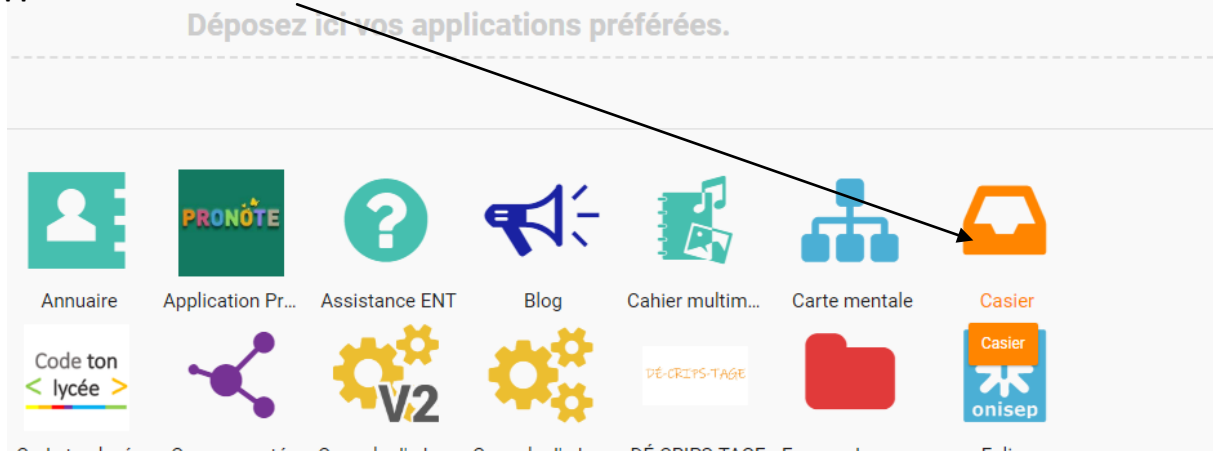 Déposez ici vos applications préférées.
PRONOTE
Annuaire
Application Pr...
Assistance ENT
Blog
Cahier multim...
Carte mentale
Casier
Code ton
< lycée >
V2
DÉ-CRIPS-TAGE
Casier
onisep